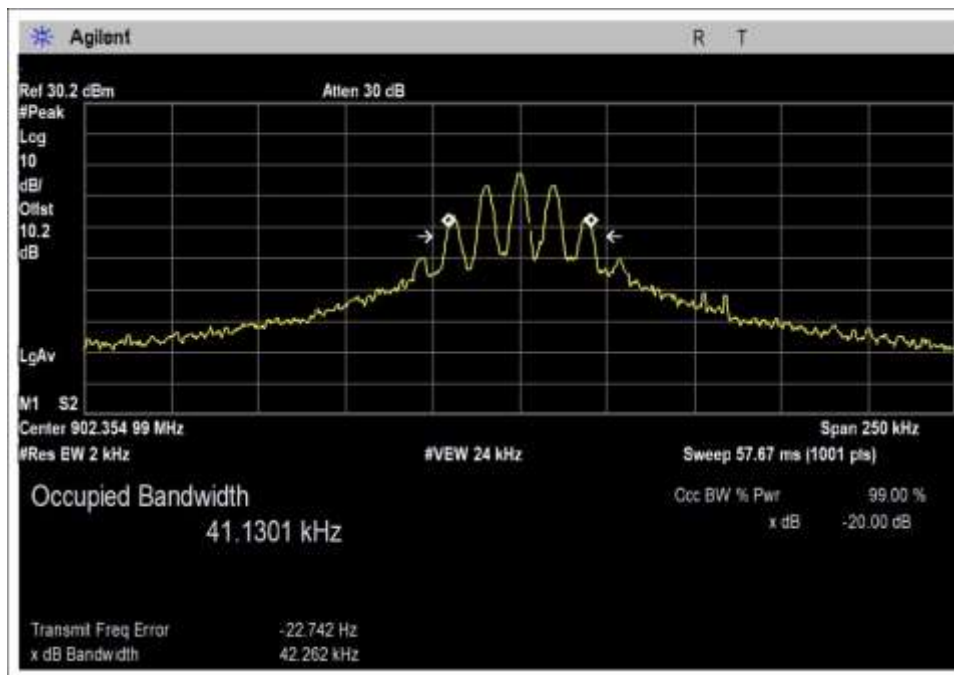 Agilent R T
Ref 30.2 dBm Atten 30 dB
#Peak
Log
10
dB/
Offst
10.2
dB
LgAv
M1 S2
Center 902.354 99 MHz Span 250 kHz
#Res BW 2 kHz #VBW 24 kHz Sweep 57.67 ms (1001 pts)
Occupied Bandwidth Occ BW % Pwr 99.00 %
41.1301 kHz x dB -20.00 dB
Transmit Freq Error -22.742 Hz
x dB Bandwidth 42.262 kHz